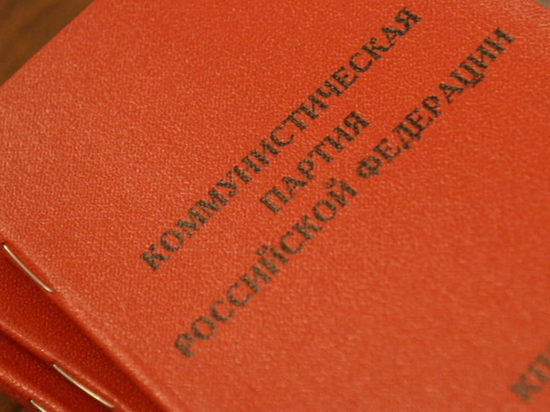 КОММУНИСТИЧЕСКАЯ
ПАРТИЯ
РОССИЙСКОЙ ФЕДЕРАЦИИ